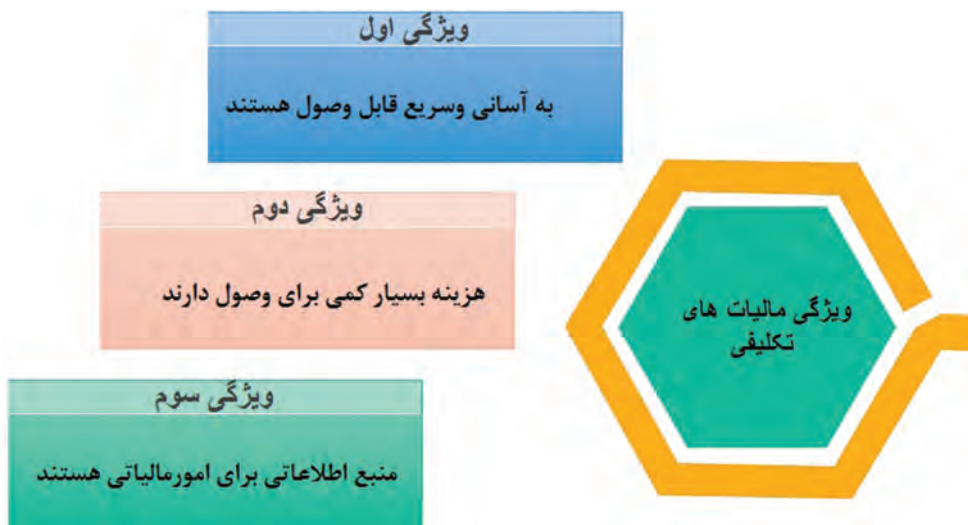 ویژگی مالیات های
تکلیفی
ویژگی اول
به آسانی وسریع قابل وصول هستند
ویژگی دوم
هزینه بسیار کمی برای وصول دارند
ویژگی سوم
منبع اطلاعاتی برای امورمالیاتی هستند